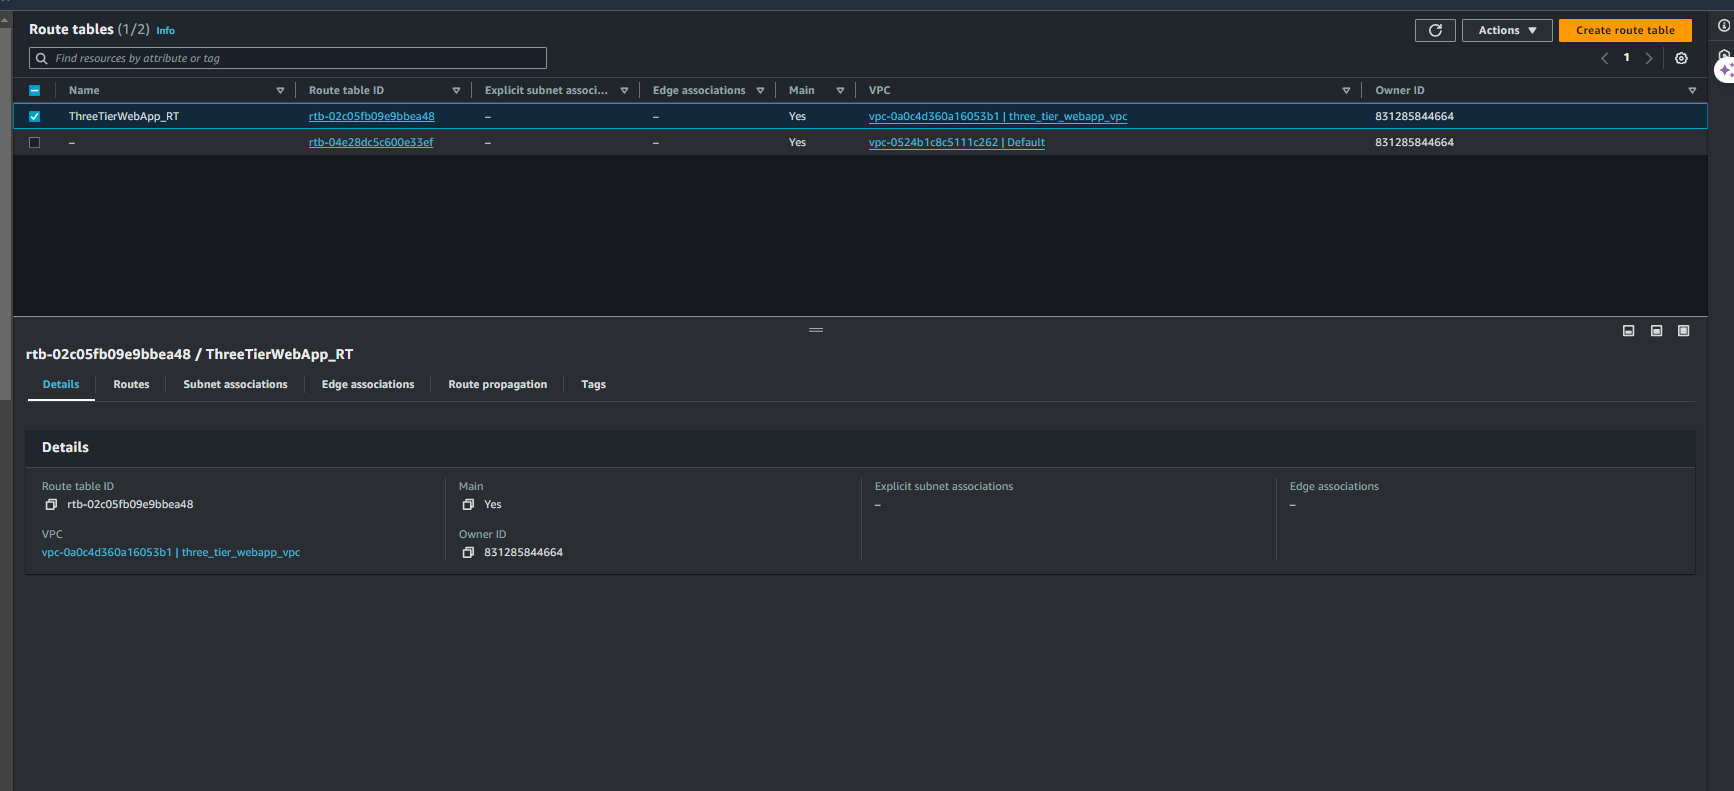 Route tables (1/2) Info
Actions
Create route table
Find resources by attribute or tag
1
Name Route table ID Explicit subnet associ... Edge associations Main VPC Owner ID
ThreeTierWebApp_RT rtb-02c05fb09e9bbea48 – – Yes vpc-0a0c4d360a16053b1 | three_tier_webapp_vpc 831285844664
– rtb-04e28dc5c600e33ef – – Yes vpc-0524b1c8c5111c262 | Default 831285844664
rtb-02c05fb09e9bbea48 / ThreeTierWebApp_RT
Details Routes Subnet associations Edge associations Route propagation Tags
Details
Route table ID Main Explicit subnet associations Edge associations
rtb-02c05fb09e9bbea48 Yes – –
VPC Owner ID
vpc-0a0c4d360a16053b1 | three_tier_webapp_vpc 831285844664